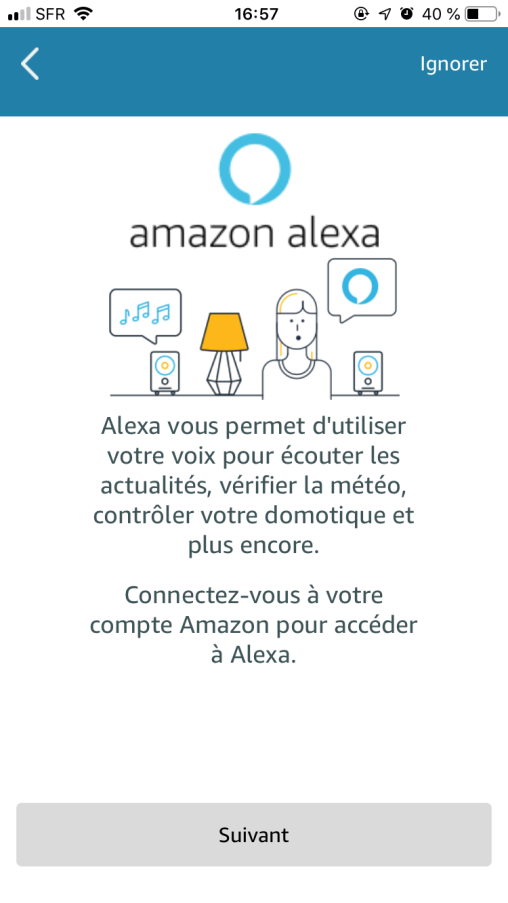 SFR 16:57 40 %
Ignorer
amazon alexa
Alexa vous permet d'utiliser
votre voix pour écouter les
actualités, vérifier la météo,
contrôler votre domotique et
plus encore.
Connectez-vous à votre
compte Amazon pour accéder
à Alexa.
Suivant